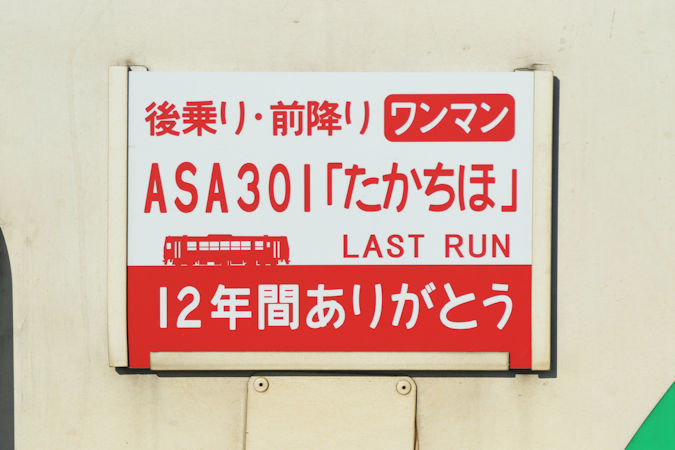 後乗り・前降り ワンマン
ASA301「たかちほ」
LAST RUN
12年間ありがとう